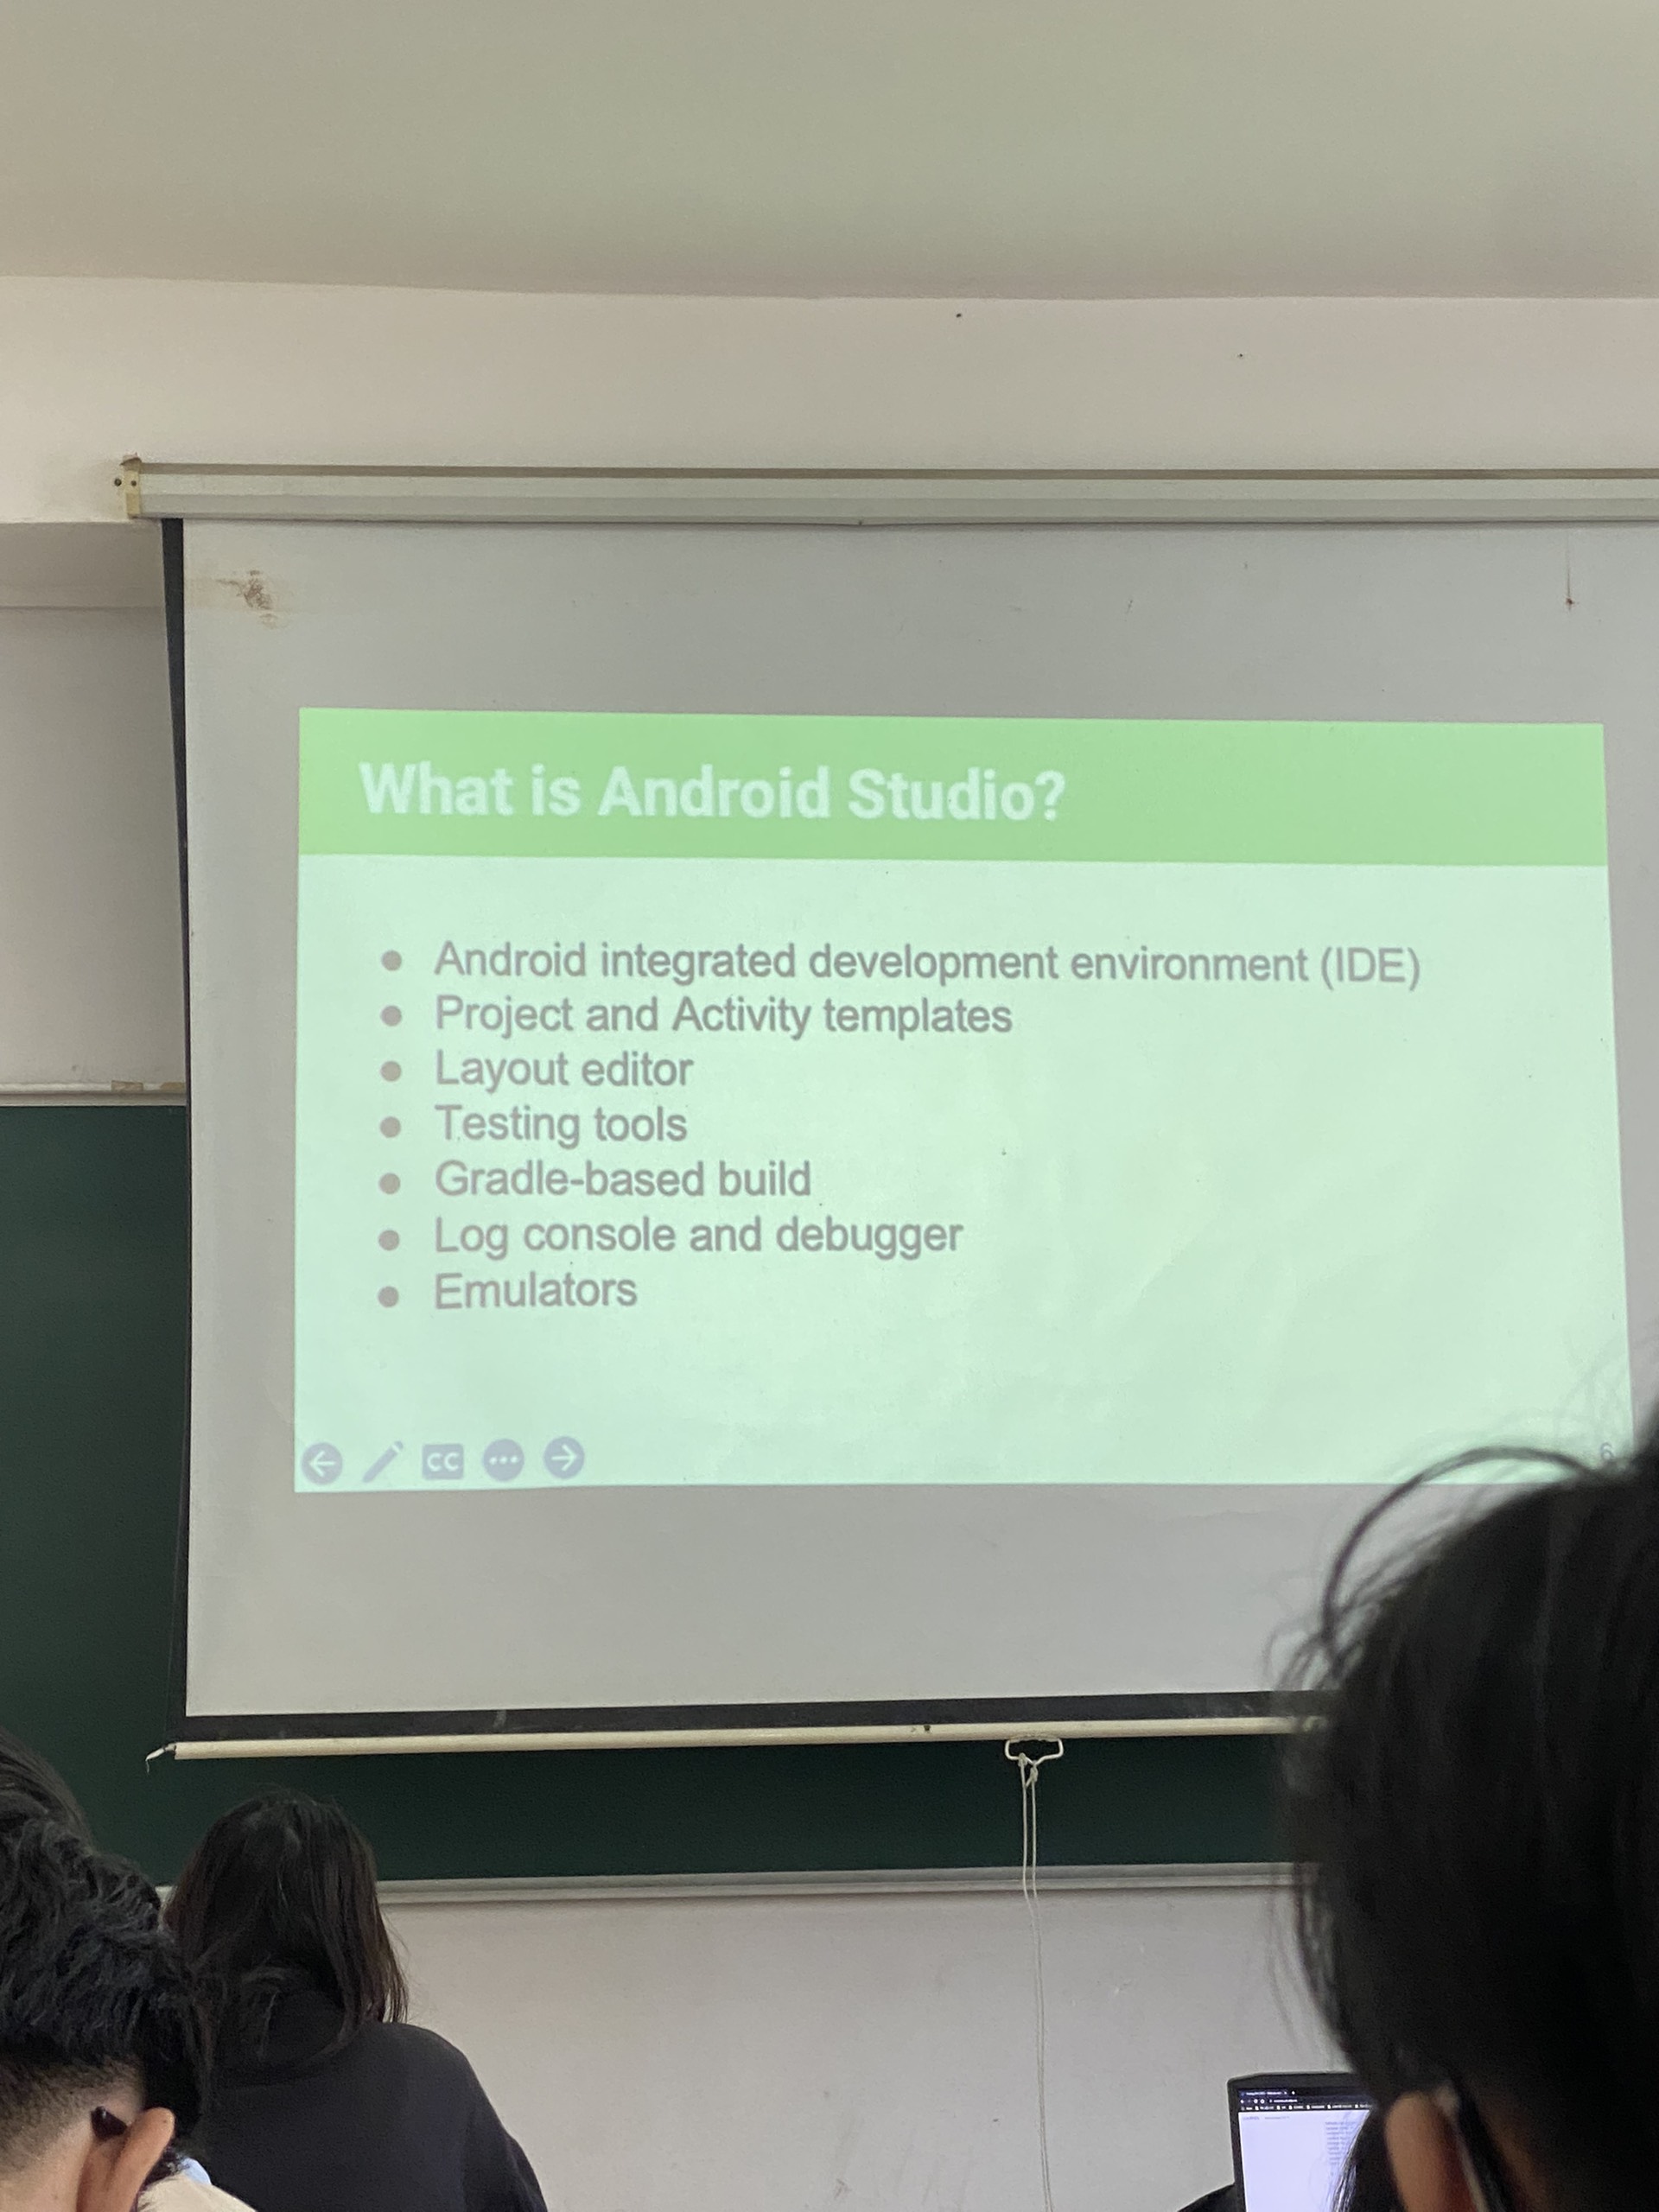 What is Android Studio?
● Android integrated development environment (IDE)
● Project and Activity templates
● Layout editor
● Testing tools
● Gradle-based build
● Log console and debugger
● Emulators
CC
6